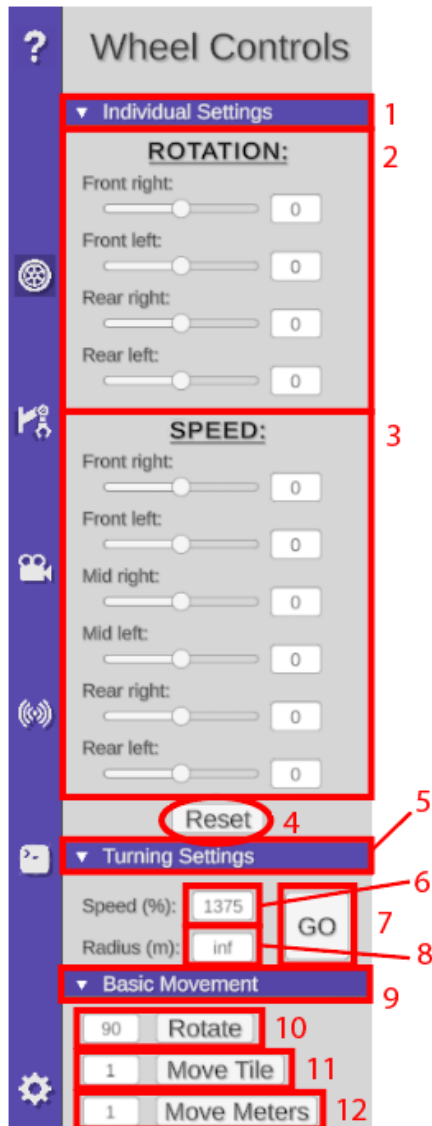 ? Wheel Controls
▼ Individual Settings 1
ROTATION: 2
Front right:
0
Front left:
0
Rear right:
0
Rear left:
0
SPEED: 3
Front right:
0
Front left:
0
Mid right:
0
Mid left:
0
Rear right:
0
Rear left:
0
Reset 4
5
▼ Turning Settings
Speed (%): 1375 6
GO 7
Radius (m): inf 8
▼ Basic Movement 9
90 Rotate 10
1 Move Tile 11
1 Move Meters 12